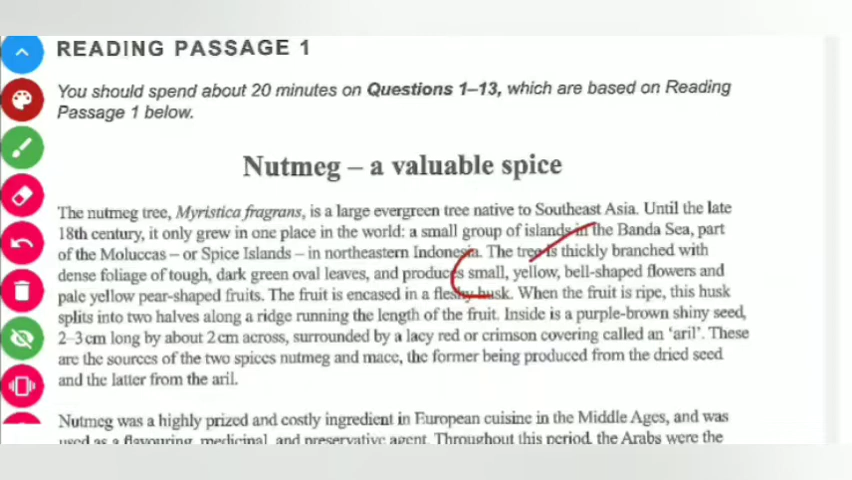 READING PASSAGE 1
You should spend about 20 minutes on Questions 1–13, which are based on Reading
Passage 1 below.
Nutmeg – a valuable spice
The nutmeg tree, Myristica fragrans, is a large evergreen tree native to Southeast Asia. Until the late
18th century, it only grew in one place in the world: a small group of islands in the Banda Sea, part
of the Moluccas – or Spice Islands – in northeastern Indonesia. The tree is thickly branched with
dense foliage of tough, dark green oval leaves, and produces small, yellow, bell-shaped flowers and
pale yellow pear-shaped fruits. The fruit is encased in a fleshy husk. When the fruit is ripe, this husk
splits into two halves along a ridge running the length of the fruit. Inside is a purple-brown shiny seed,
2–3 cm long by about 2 cm across, surrounded by a lacy red or crimson covering called an ‘aril’. These
are the sources of the two spices nutmeg and mace, the former being produced from the dried seed
and the latter from the aril.
Nutmeg was a highly prized and costly ingredient in European cuisine in the Middle Ages, and was
used as a flavouring, medicinal, and preservative agent. Throughout this period, the Arabs were the